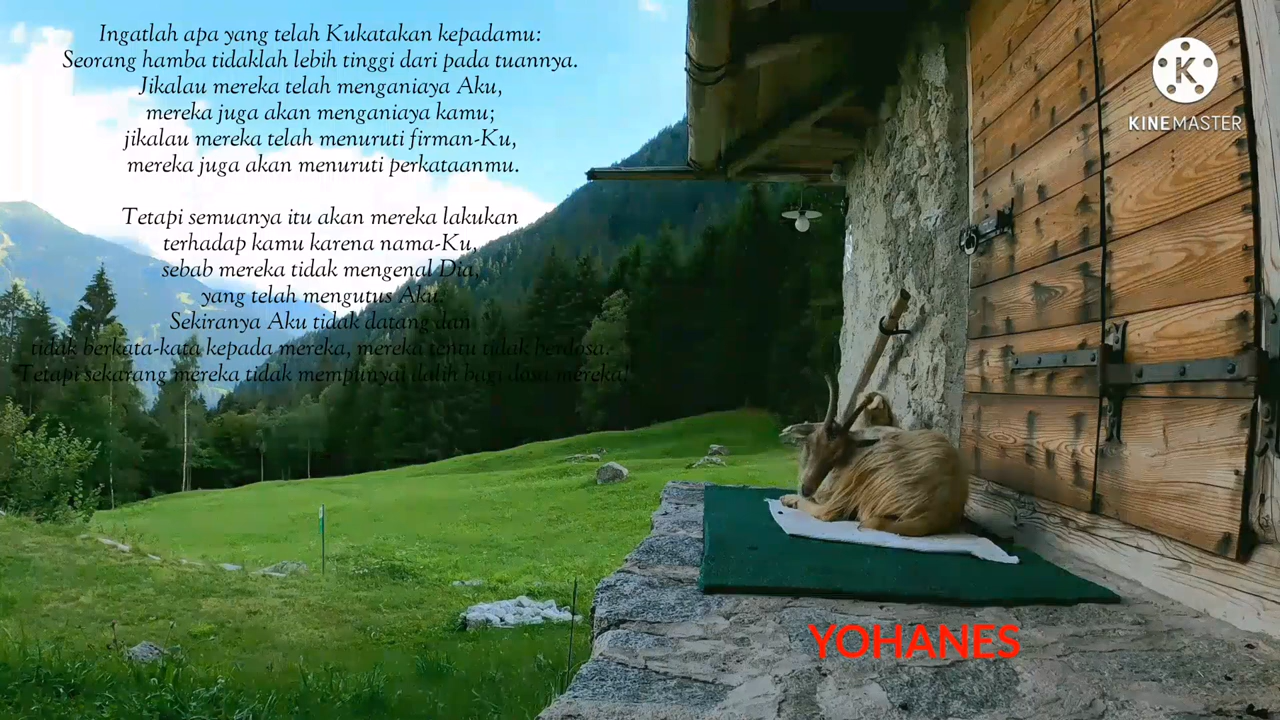 Ingatlah apa yang telah Kukatakan kepadamu:
Seorang hamba tidaklah lebih tinggi dari pada tuannya.
Jikalau mereka telah menganiaya Aku,
mereka juga akan menganiaya kamu;
jikalau mereka telah menuruti firman-Ku,
mereka juga akan menuruti perkataanmu.
Tetapi semuanya itu akan mereka lakukan
terhadap kamu karena nama-Ku,
sebab mereka tidak mengenal Dia,
yang telah mengutus Aku.
Sekiranya Aku tidak datang dan
tidak berkata-kata kepada mereka, mereka tentu tidak berdosa.
Tetapi sekarang mereka tidak mempunyai dalih bagi dosa mereka!
K
KINEMASTER
YOHANES